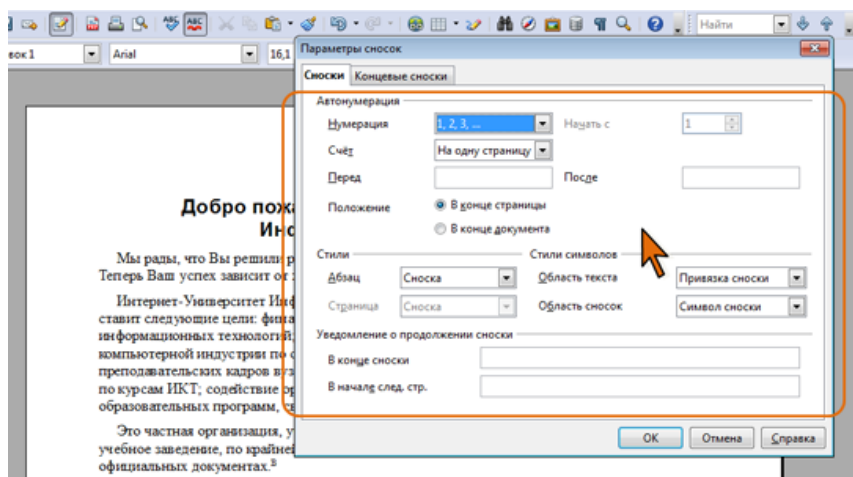 Найти
вок 1 Arial 16,1
Параметры сносок
Сноски Концевые сноски
Автонумерация
Нумерация 1, 2, 3, ... Начать с 1
Счёт На одну страницу
Перед После
Положение В конце страницы
В конце документа
Стили Стили символов
Абзац Сноска Область текста Привязка сноски
Страница Сноска Область сносок Символ сноски
Уведомление о продолжении сноски
В конце сноски
В начале след. стр.
OK Отмена Справка
Добро пожа
Инс
Мы рады, что Вы решили р
Теперь Ваш успех зависит от
Интернет-Университет Инф
ставит следующие цели: фина
информационных технологий;
компьютерной индустрии по с
преподавательских кадров вуз
по курсам ИКТ; содействие ор
образовательных программ, св
Это частная организация, у
учебное заведение, по крайней
официальных документах.